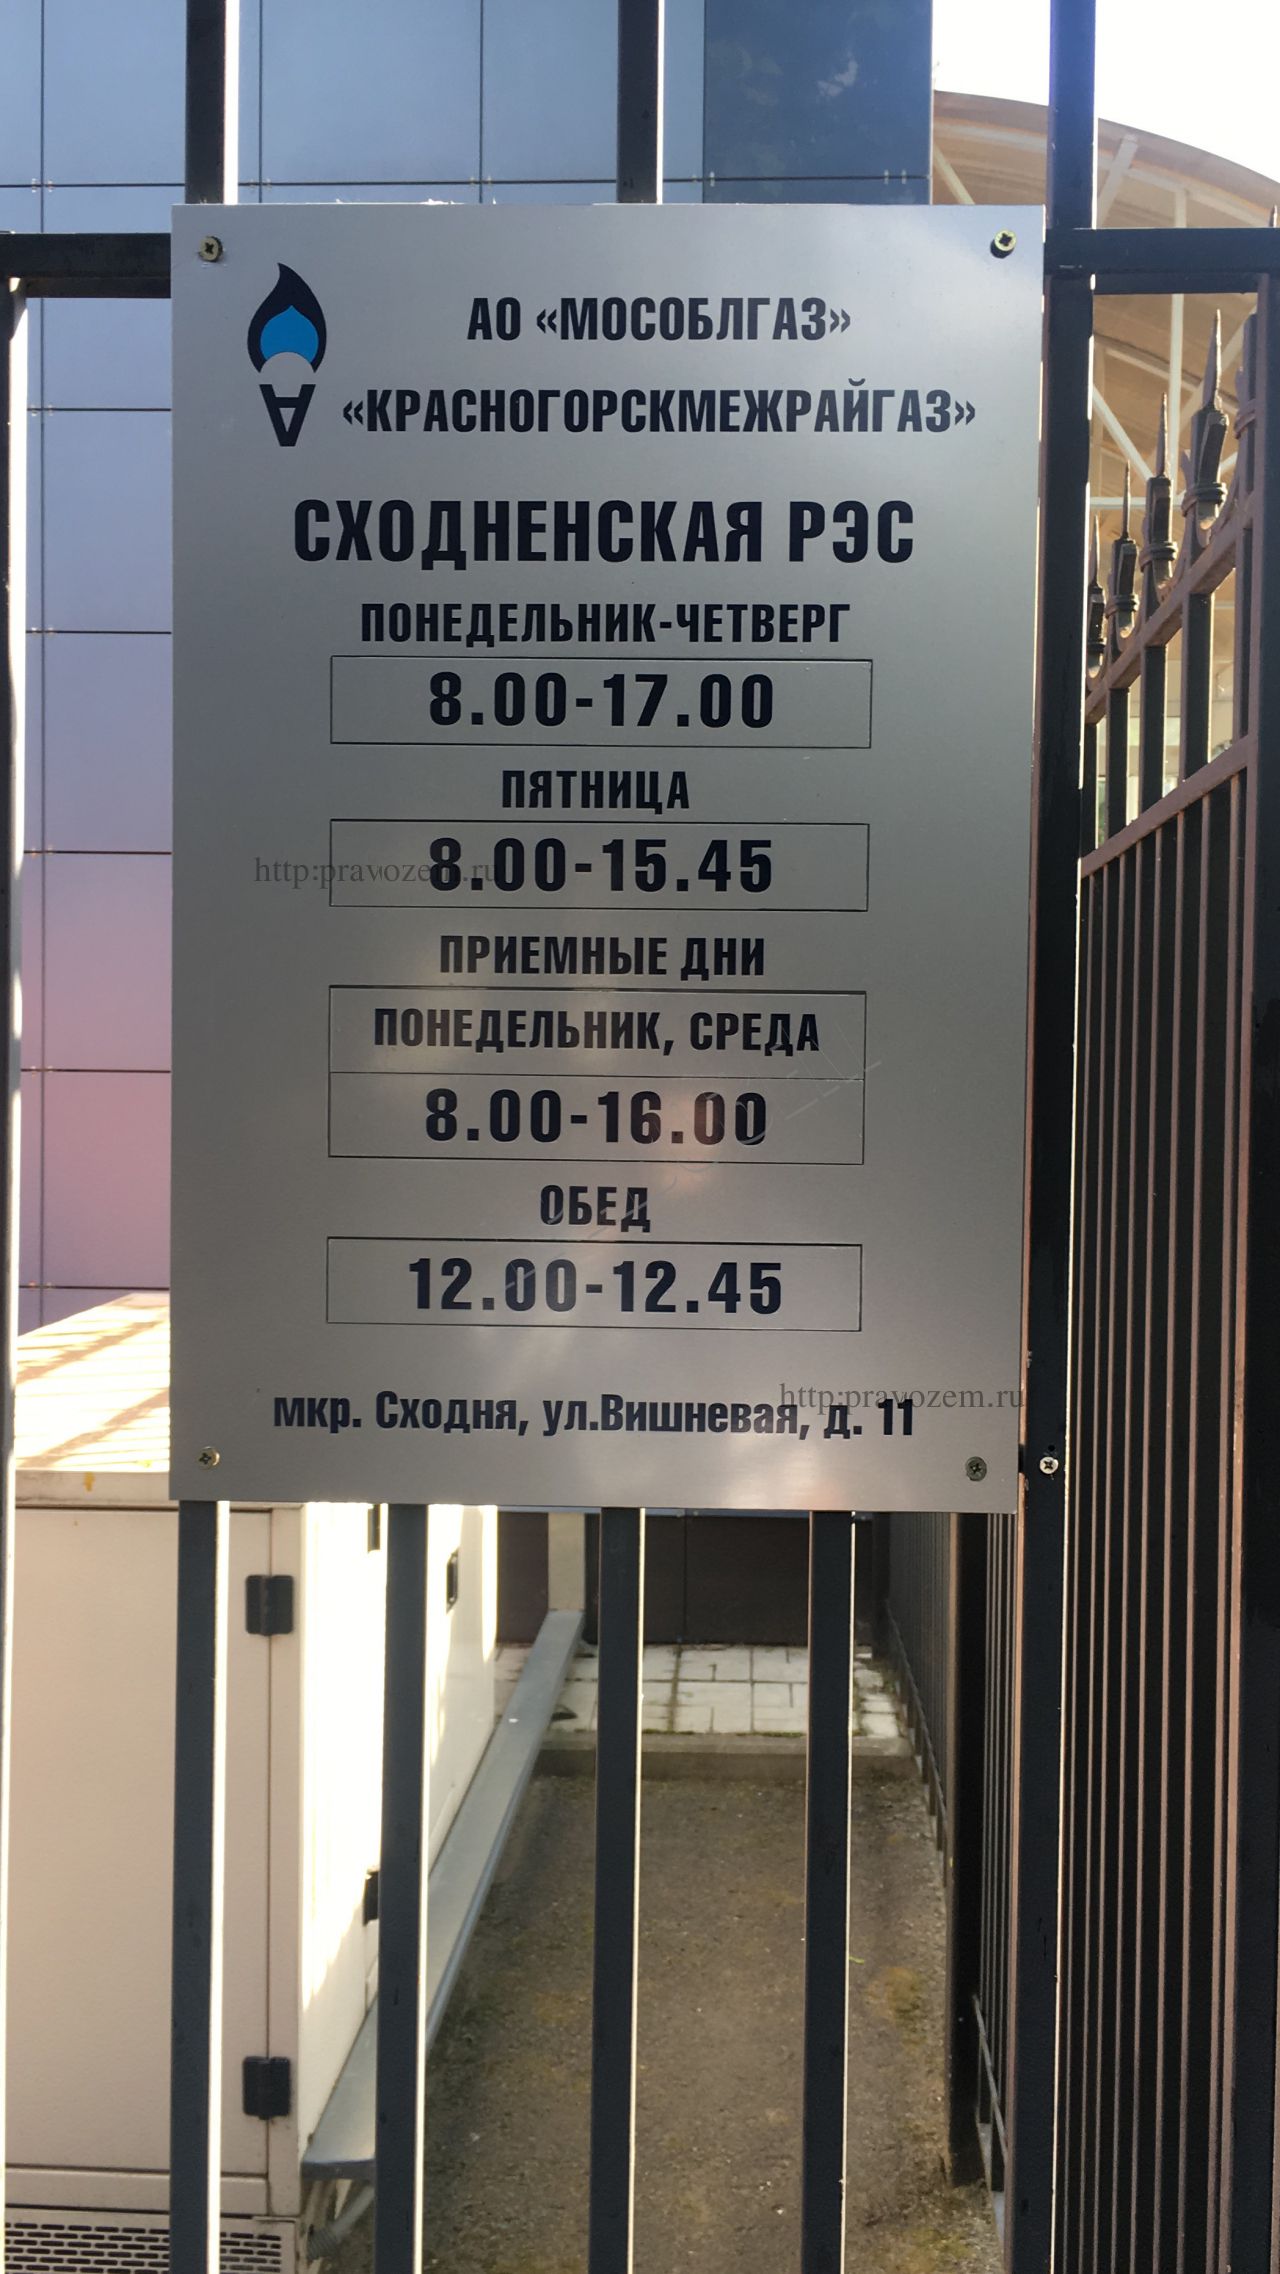 АО «МОСОБЛГАЗ»
«КРАСНОГОРСКМЕЖРАЙГАЗ»
СХОДНЕНСКАЯ РЭС
ПОНЕДЕЛЬНИК-ЧЕТВЕРГ
8.00-17.00
ПЯТНИЦА
8.00-15.45
http:pravozem.ru
ПРИЕМНЫЕ ДНИ
ПОНЕДЕЛЬНИК, СРЕДА
8.00-16.00
ОБЕД
12.00-12.45
http:pravozem.ru
мкр. Сходня, ул.Вишневая, д. 11